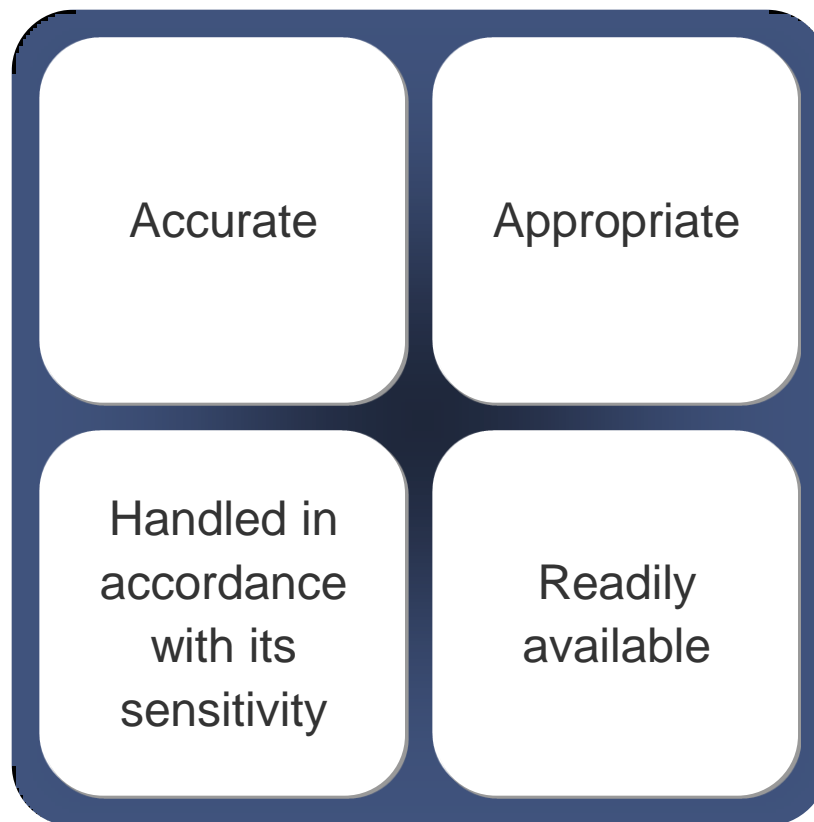 Accurate
Appropriate
Handled in
accordance
with its
sensitivity
Readily
available